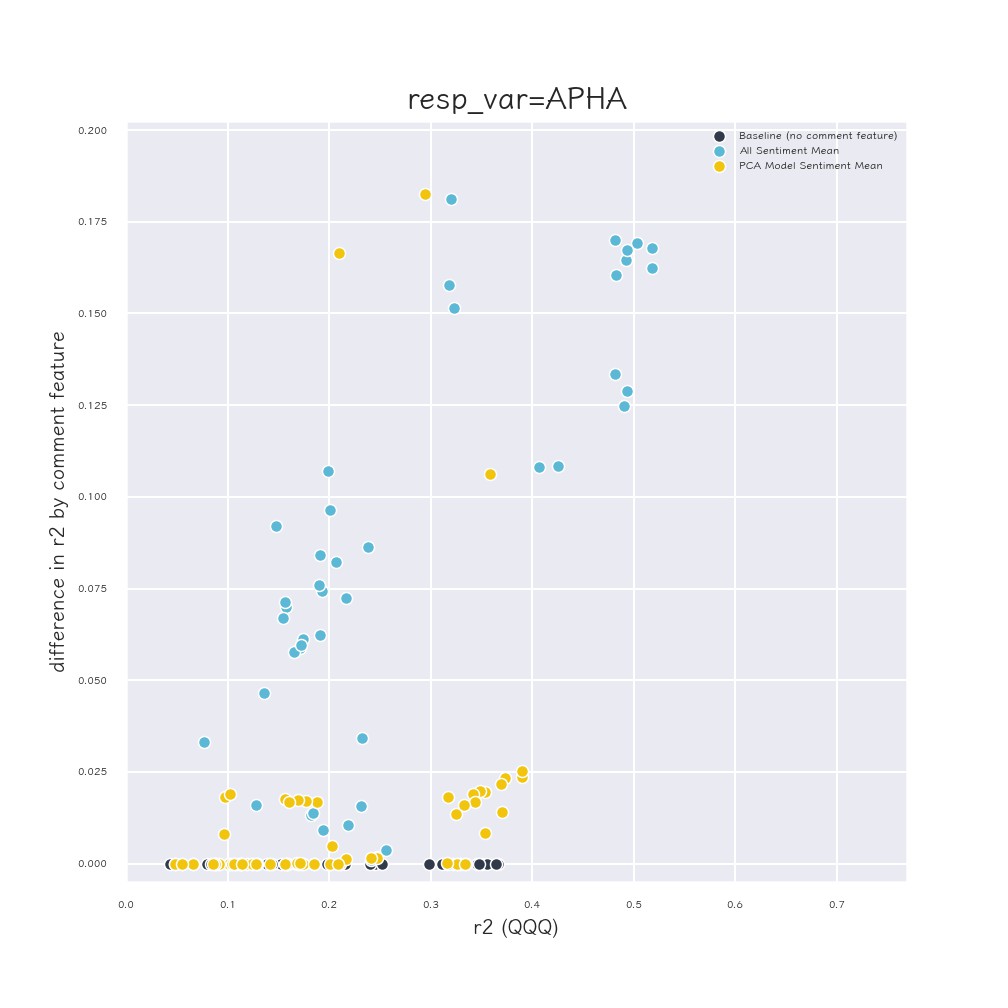 resp_var=APHA
Baseline (no comment feature)
All Sentiment Mean
PCA Model Sentiment Mean
difference in r2 by comment feature
0.200
0.175
0.150
0.125
0.100
0.075
0.050
0.025
0.000
0.0 0.1 0.2 0.3 0.4 0.5 0.6 0.7
r2 (QQQ)